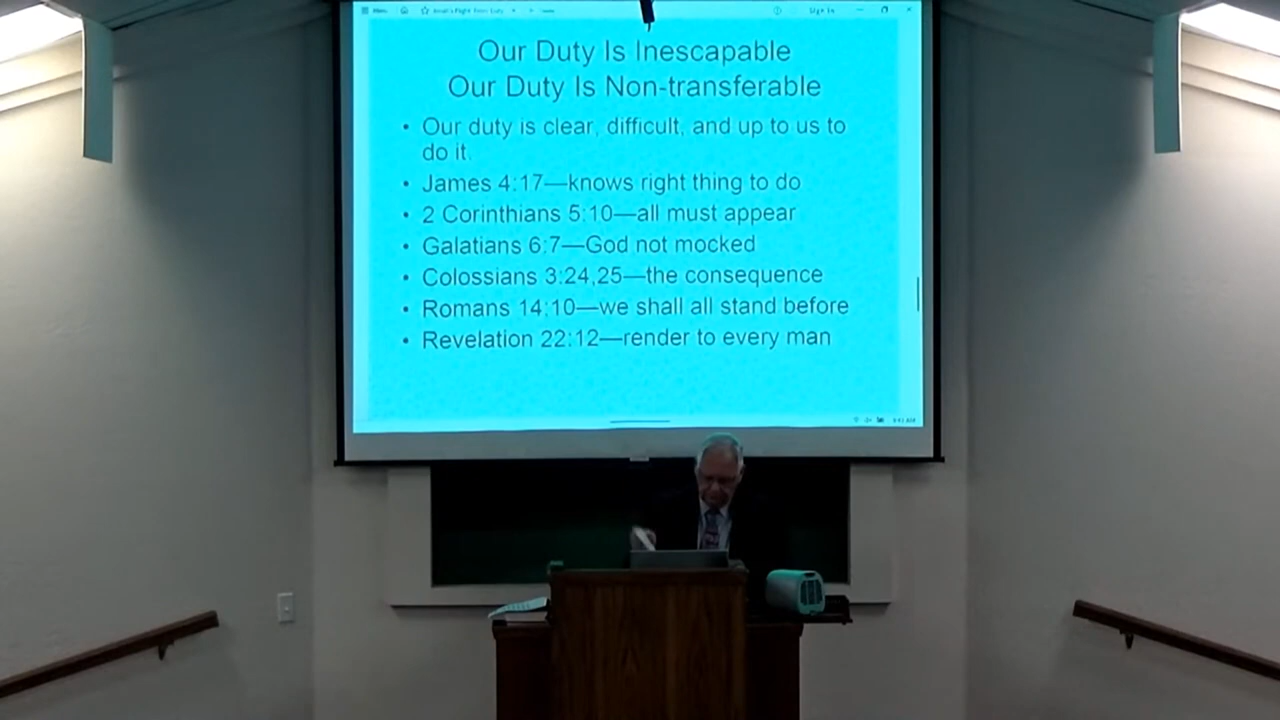 Our Duty Is Inescapable
Our Duty Is Non-transferable
• Our duty is clear, difficult, and up to us to
do it.
• James 4:17—knows right thing to do
• 2 Corinthians 5:10—all must appear
• Galatians 6:7—God not mocked
• Colossians 3:24,25—the consequence
• Romans 14:10—we shall all stand before
• Revelation 22:12—render to every man